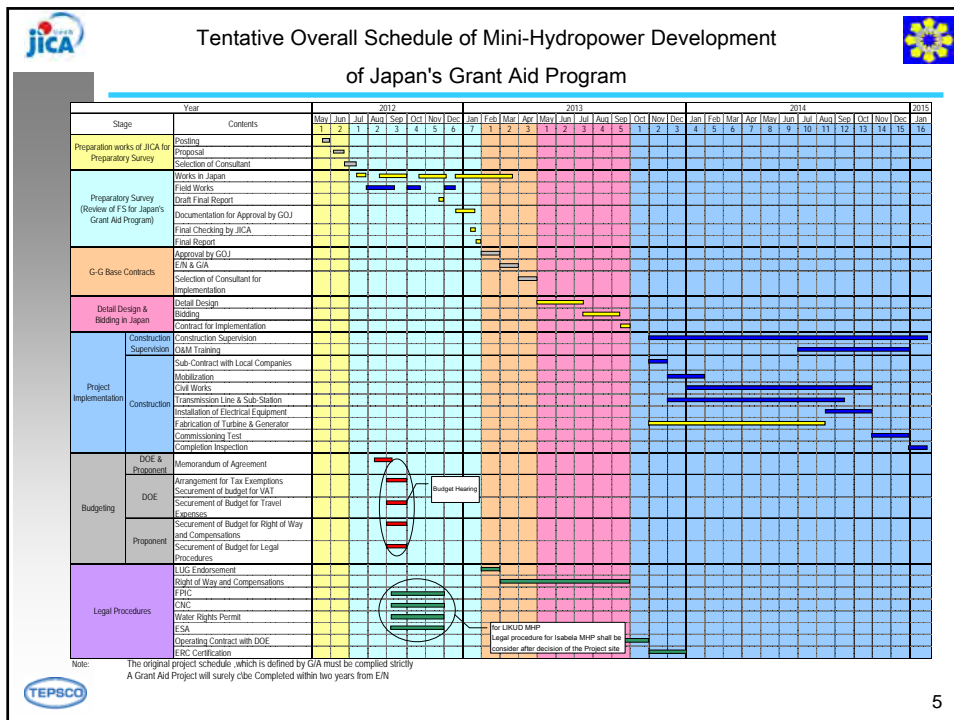 JICA
Tentative Overall Schedule of Mini-Hydropower Development
of Japan's Grant Aid Program
Year 2012 2013 2014 2015
Stage Contents May Jun Jul Aug Sep Oct Nov Dec Jan Feb Mar Apr May Jun Jul Aug Sep Oct Nov Dec Jan Feb Mar Apr May Jun Jul Aug Sep Oct Nov Dec Jan
1 2 1 2 3 4 5 6 7 1 2 3 1 2 3 4 5 1 2 3 4 5 6 7 8 9 10 11 12 13 14 15 16
Preparation works of JICA for
Preparatory Survey
Posting
Proposal
Selection of Consultant
Preparatory Survey
(Review of FS for Japan's
Grant Aid Program)
Works in Japan
Field Works
Draft Final Report
Documentation for Approval by GOJ
Final Checking by JICA
Final Report
G-G Base Contracts
Approval by GOJ
E/N & G/A
Selection of Consultant for
Implementation
Detail Design &
Bidding in Japan
Detail Design
Bidding
Contract for Implementation
Project
Implementation
Construction
Supervision
Construction Supervision
O&M Training
Construction
Sub-Contract with Local Companies
Mobilization
Civil Works
Transmission Line & Sub-Station
Installation of Electrical Equipment
Fabrication of Turbine & Generator
Commissioning Test
Completion Inspection
Budgeting
DOE &
Proponent
Memorandum of Agreement
DOE
Arrangement for Tax Exemptions
Securement of budget for VAT
Securement of Budget for Travel
Expenses
Budget Hearing
Proponent
Securement of Budget for Right of Way
and Compensations
Securement of Budget for Legal
Procedures
Legal Procedures
LUG Endorsement
Right of Way and Compensations
FPIC
CNC
Water Rights Permit
ESA
Operating Contract with DOE
ERC Certification
for LIKUD MHP
Legal procedure for Isabela MHP shall be
consider after decision of the Project site
Note: The original project schedule ,which is defined by G/A must be complied strictly
A Grant Aid Project will surely c\be Completed within two years from E/N
TEPSCO
5